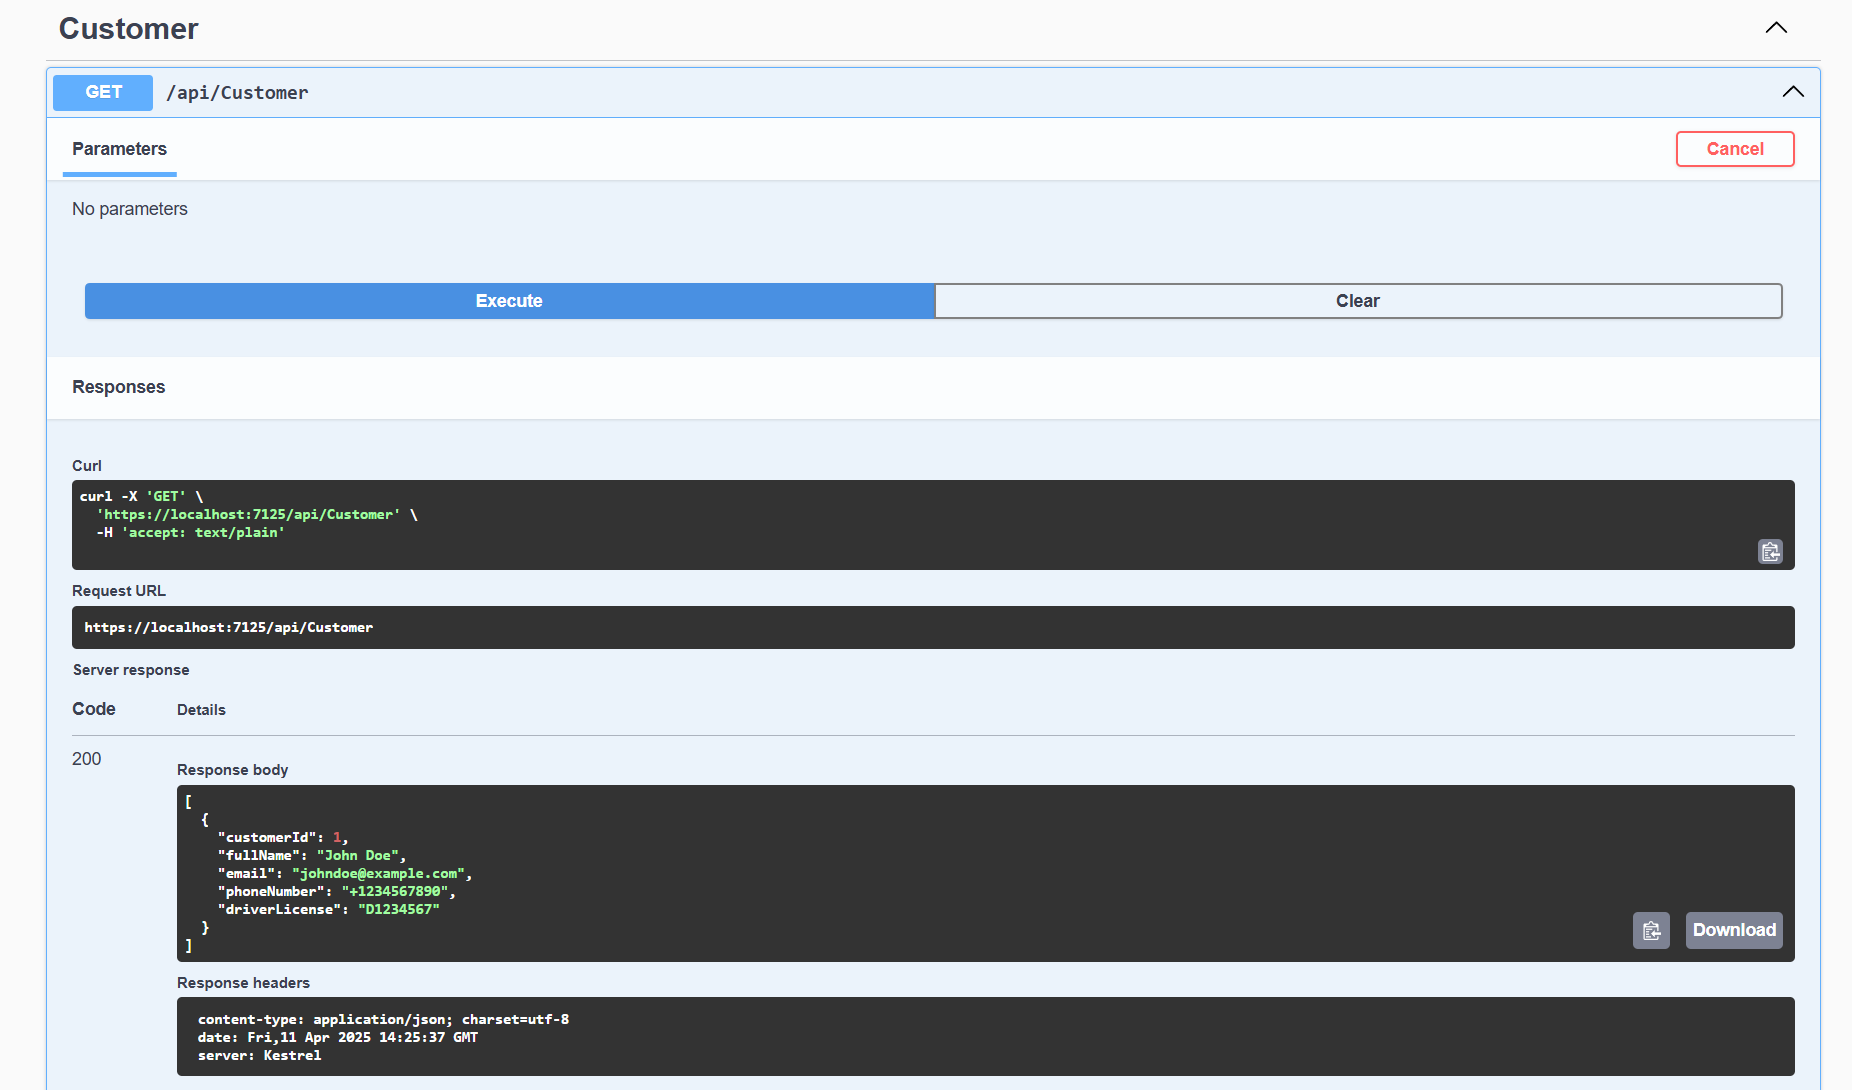 Customer
GET /api/Customer
Parameters
Cancel
No parameters
Execute
Clear
Responses
Curl
curl -X 'GET' \
  'https://localhost:7125/api/Customer' \
  -H 'accept: text/plain'
Request URL
https://localhost:7125/api/Customer
Server response
Code Details
200
Response body
[
  {
    "customerId": 1,
    "fullName": "John Doe",
    "email": "johndoe@example.com",
    "phoneNumber": "+1234567890",
    "driverLicense": "D1234567"
  }
]
Download
Response headers
content-type: application/json; charset=utf-8
date: Fri,11 Apr 2025 14:25:37 GMT
server: Kestrel